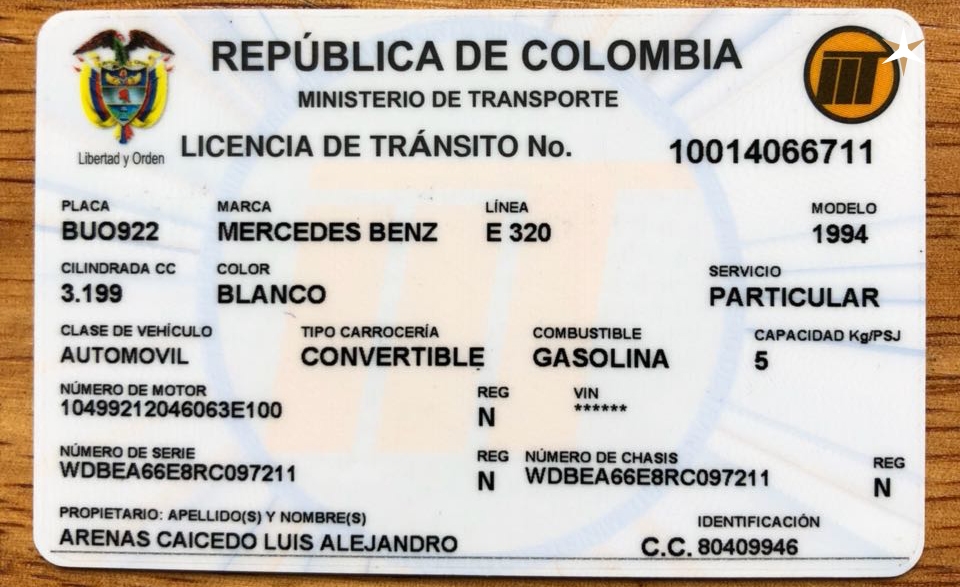 REPÚBLICA DE COLOMBIA
MINISTERIO DE TRANSPORTE
Libertad y Orden
LICENCIA DE TRÁNSITO No. 10014066711
PLACA MARCA LÍNEA MODELO
BUO922 MERCEDES BENZ E 320 1994
CILINDRADA CC COLOR SERVICIO
3.199 BLANCO PARTICULAR
CLASE DE VEHÍCULO TIPO CARROCERÍA COMBUSTIBLE CAPACIDAD Kg/PSJ
AUTOMOVIL CONVERTIBLE GASOLINA 5
NÚMERO DE MOTOR REG VIN
10499212046063E100 N ******
NÚMERO DE SERIE REG NÚMERO DE CHASIS REG
WDBEA66E8RC097211 N WDBEA66E8RC097211 N
PROPIETARIO: APELLIDO(S) Y NOMBRE(S) IDENTIFICACIÓN
ARENAS CAICEDO LUIS ALEJANDRO C.C. 80409946